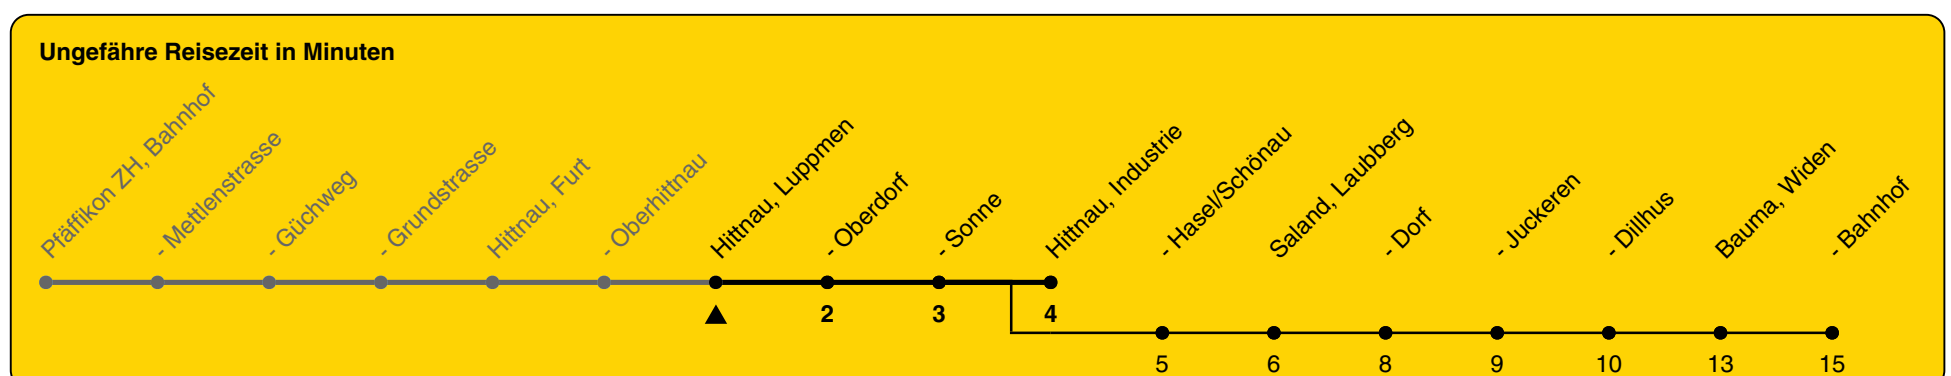 Ungefähre Reisezeit in Minuten
Pfäffikon ZH, Bahnhof
- Mettlenstrasse
- Güchweg
- Grundstrasse
Hittnau, Furt
- Oberhittnau
Hittnau, Luppmen
- Oberdorf
- Sonne
Hittnau, Industrie
- Hasel/Schönau
Saland, Laubberg
- Dorf
- Juckeren
- Dillhus
Bauma, Widen
- Bahnhof
2 3 4
5 6 8 9 10 13 15